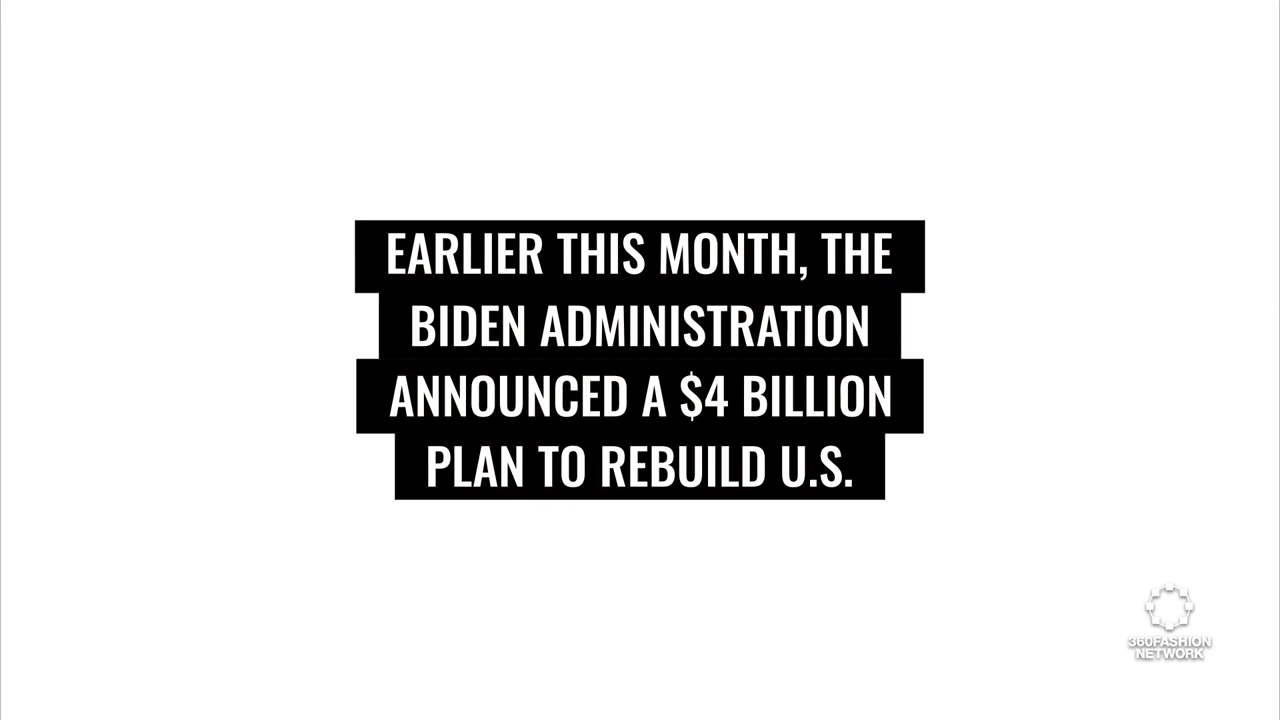 EARLIER THIS MONTH, THE
BIDEN ADMINISTRATION
ANNOUNCED A $4 BILLION
PLAN TO REBUILD U.S.
360FASHION
NETWORK